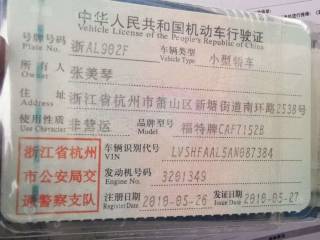 中华人民共和国机动车行驶证
Vehicle License of the People's Republic of China
号牌号码 浙AL902F 车辆类型 小型轿车
Plate No. Vehicle Type
所有人 张美琴
Owner
住址 浙江省杭州市萧山区新塘街道南环路2538号
Address
使用性质 非营运 品牌型号 福特牌CAF7152B
Use Character Model
浙江省杭州市公安局交通警察支队
车辆识别代号 LVSHFAAL5AN087384
VIN
发动机号码 3201349
Engine No.
注册日期 2010-05-26 发证日期 2010-05-27
Register Date Issue Date